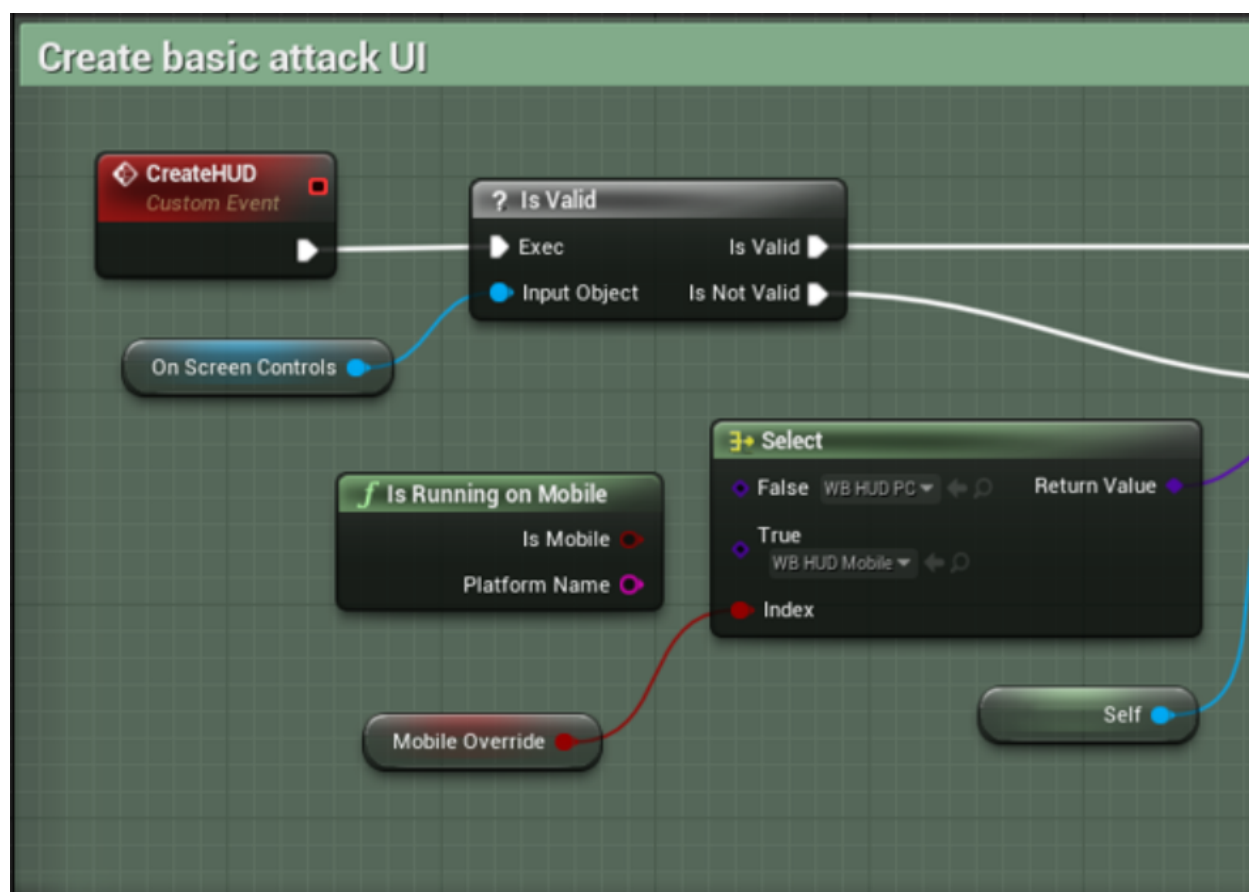 Create basic attack UI
CreateHUD
Custom Event
? Is Valid
Exec Is Valid
Input Object Is Not Valid
On Screen Controls
Select
False WB HUD PC Return Value
True
WB HUD Mobile
Index
f Is Running on Mobile
Is Mobile
Platform Name
Self
Mobile Override